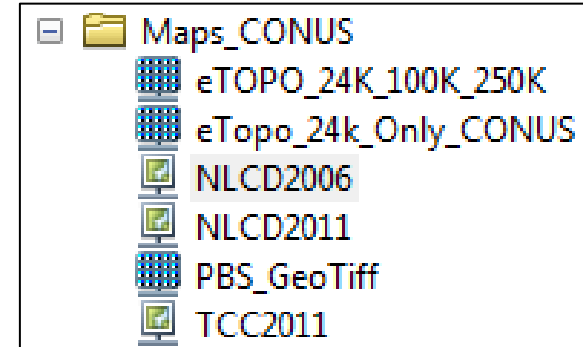 Maps_CONUS
eTOPO_24K_100K_250K
eTopo_24k_Only_CONUS
NLCD2006
NLCD2011
PBS_GeoTiff
TCC2011